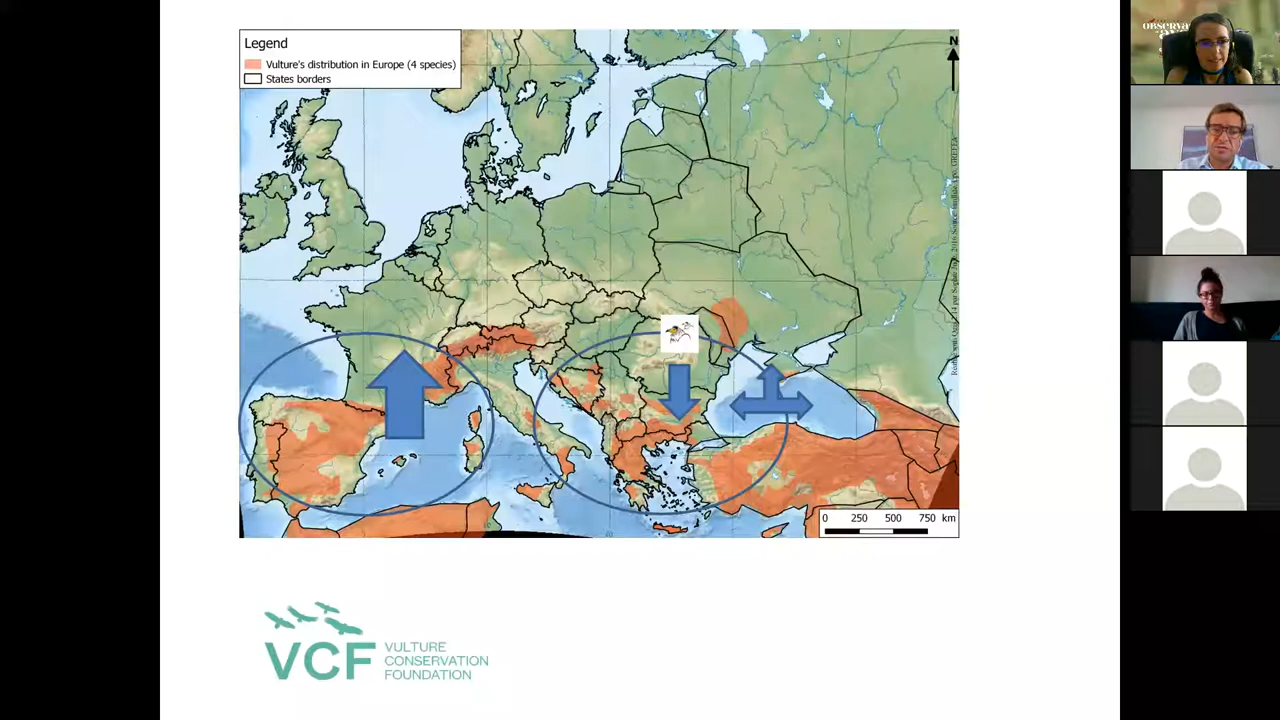 Legend
Vulture's distribution in Europe (4 species)
States borders
N
0 250 500 750 km
VCF
VULTURE
CONSERVATION
FOUNDATION